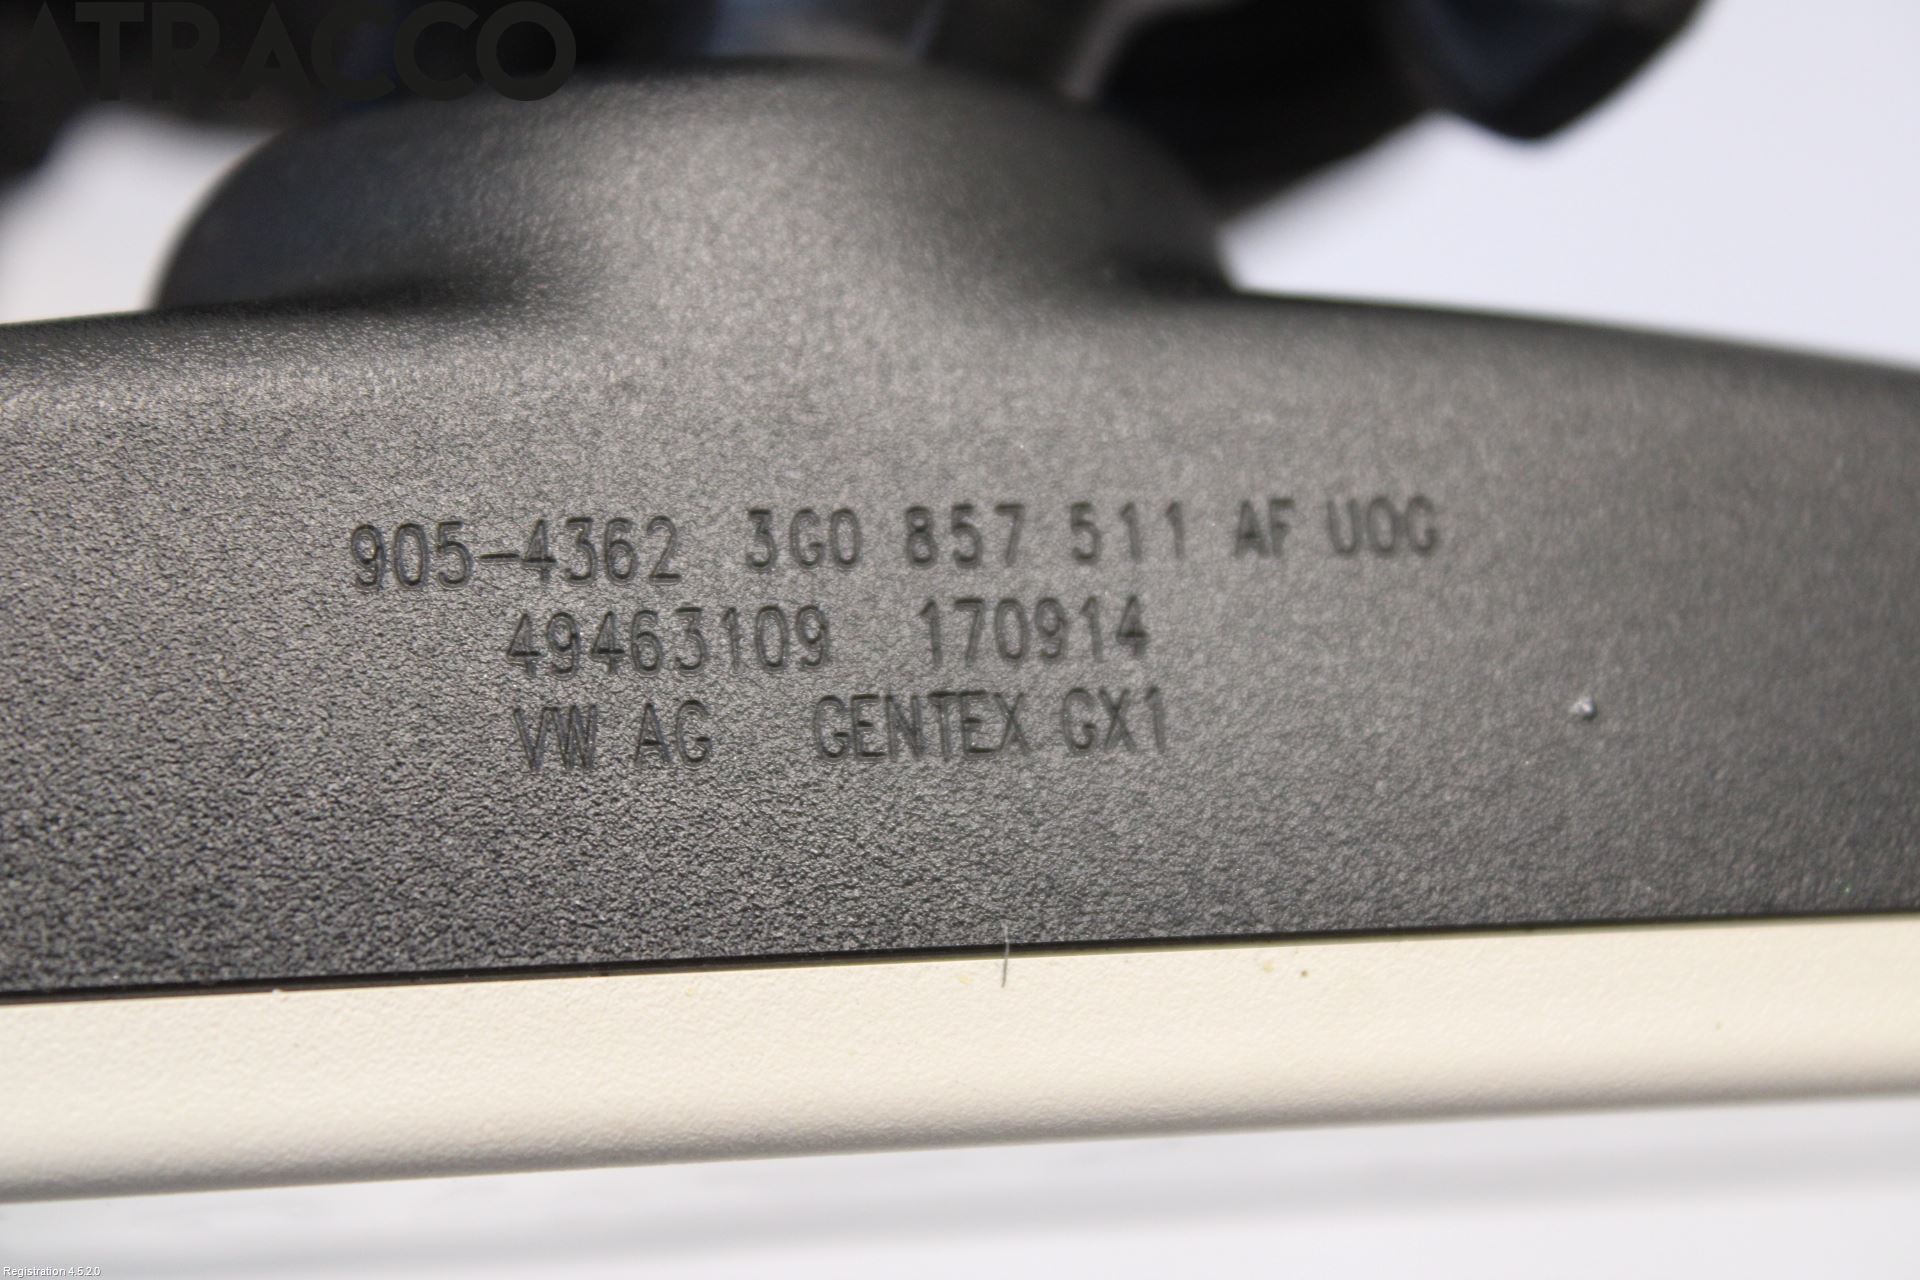 ATRACCO
905-4362 3G0 857 511 AF UOG
49463109 170914
VW AG GENTEX GX1
Registration 4.5.2.0